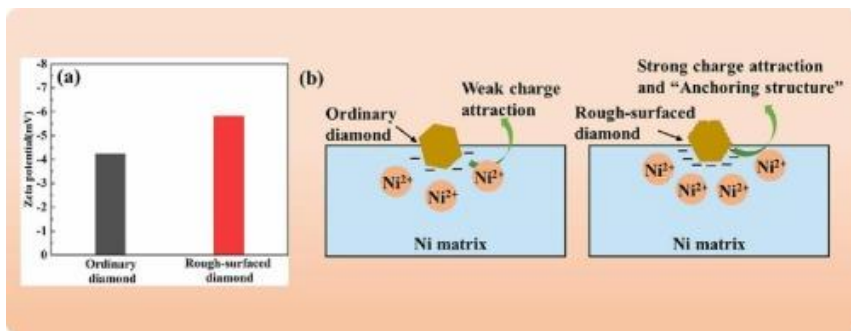 (a)
Zeta potential(mV)
-8
-7
-6
-5
-4
-3
-2
-1
0
Ordinary
diamond
Rough-surfaced
diamond
(b)
Weak charge
attraction
Ordinary
diamond
Ni²⁺
Ni²⁺
Ni²⁺
Ni matrix
Strong charge attraction
and “Anchoring structure”
Rough-surfaced
diamond
Ni²⁺
Ni²⁺
Ni²⁺
Ni²⁺
Ni matrix